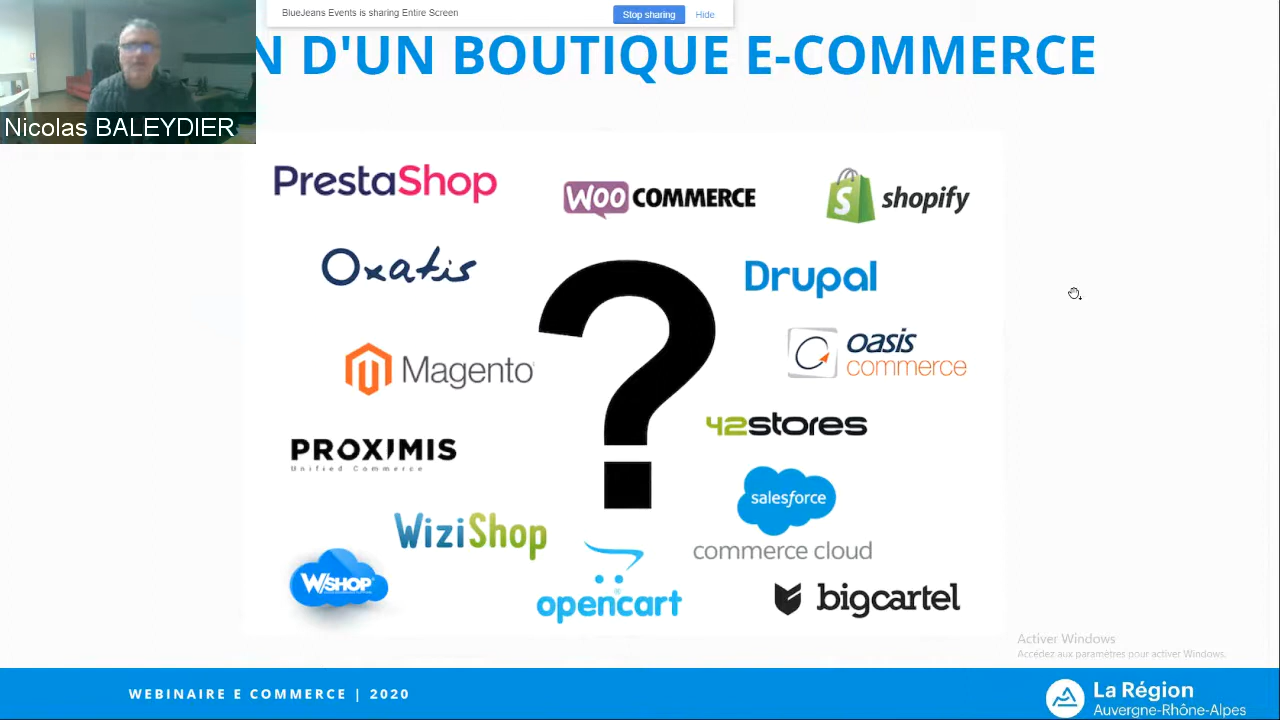 BlueJeans Events is sharing Entire Screen
Stop sharing
Hide
N D'UN BOUTIQUE E-COMMERCE
Nicolas BALEYDIER
PrestaShop
WOO COMMERCE
shopify
Oxatis
Drupal
Magento
oasis
commerce
42stores
PROXIMIS
Unified Commerce
salesforce
commerce cloud
WiziShop
W/SHOP
opencart
bigcartel
Activer Windows
Accédez aux paramètres pour activer Windows.
WEBINAIRE E COMMERCE | 2020
La Région
Auvergne-Rhône-Alpes
?